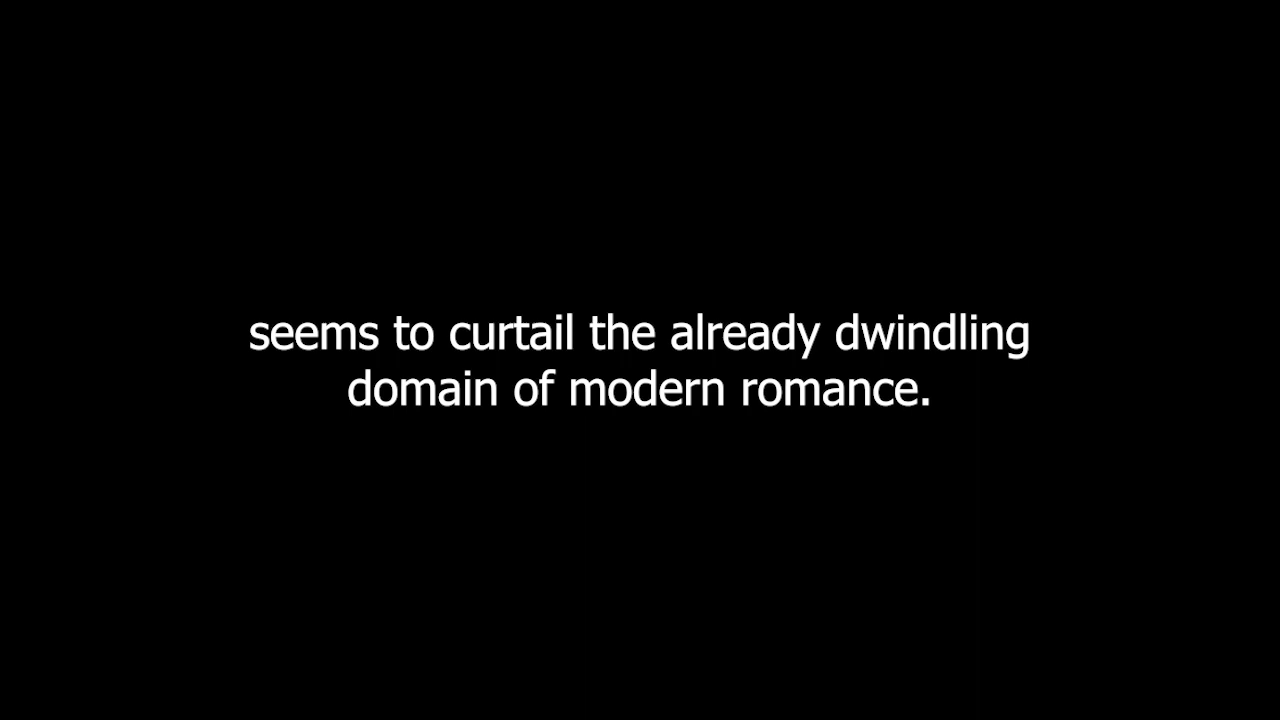 seems to curtail the already dwindling
domain of modern romance.